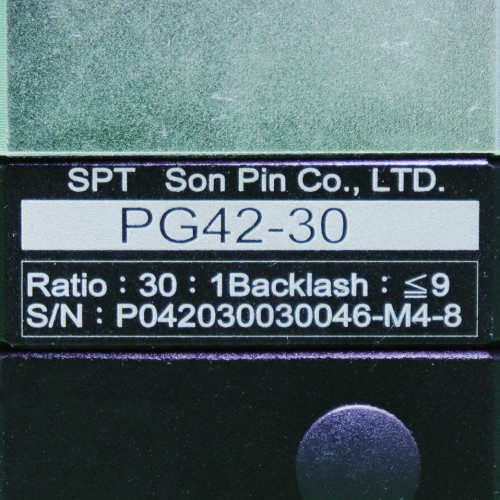 SPT Son Pin Co., LTD.
PG42-30
Ratio：30：1Backlash：≦9
S/N：P042030030046-M4-8